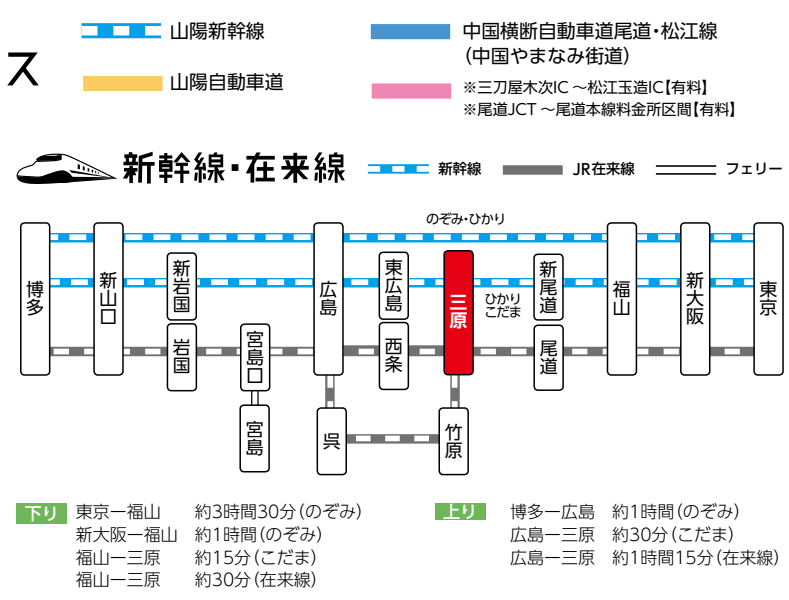 ス
山陽新幹線
山陽自動車道
中国横断自動車道尾道・松江線
(中国やまなみ街道)
※三刀屋木次IC ～松江玉造IC【有料】
※尾道JCT ～尾道本線料金所区間【有料】
新幹線・在来線
新幹線
JR在来線
フェリー
のぞみ・ひかり
博多
新山口
新岩国
岩国
宮島口
宮島
広島
呉
東広島
西条
三原
竹原
ひかり
こだま
新尾道
尾道
福山
新大阪
東京
下り
東京ー福山 約3時間30分(のぞみ)
新大阪ー福山 約1時間(のぞみ)
福山ー三原 約15分(こだま)
福山ー三原 約30分(在来線)
上り
博多ー広島 約1時間(のぞみ)
広島ー三原 約30分(こだま)
広島ー三原 約1時間15分(在来線)